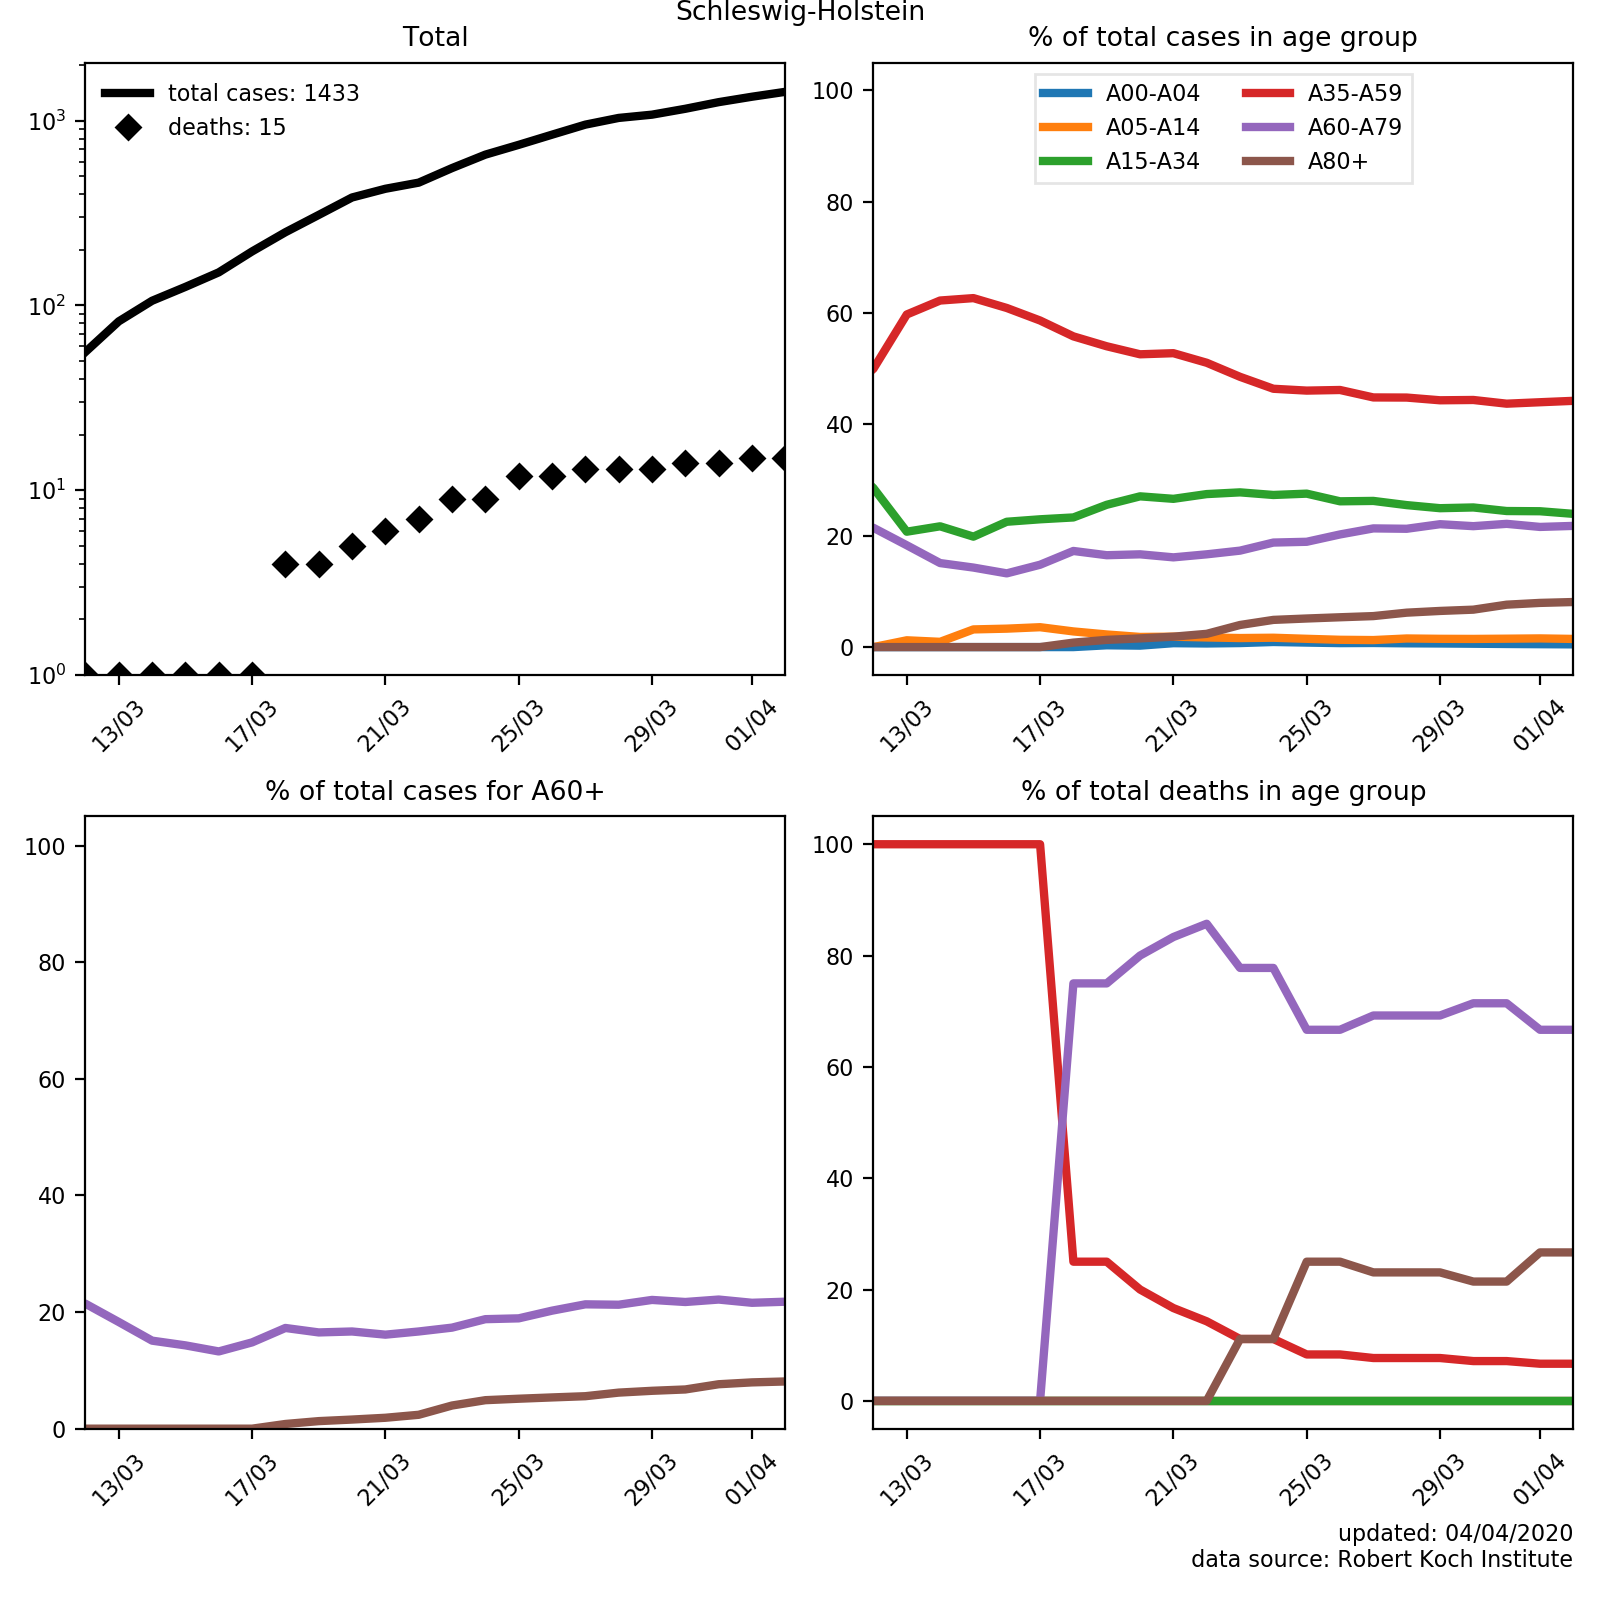 Schleswig-Holstein
Total
total cases: 1433
deaths: 15
10³
10²
10¹
10⁰
13/03 17/03 21/03 25/03 29/03 01/04
% of total cases in age group
A00-A04 A35-A59
A05-A14 A60-A79
A15-A34 A80+
100
80
60
40
20
0
13/03 17/03 21/03 25/03 29/03 01/04
% of total cases for A60+
100
80
60
40
20
0
13/03 17/03 21/03 25/03 29/03 01/04
% of total deaths in age group
100
80
60
40
20
0
13/03 17/03 21/03 25/03 29/03 01/04
updated: 04/04/2020
data source: Robert Koch Institute